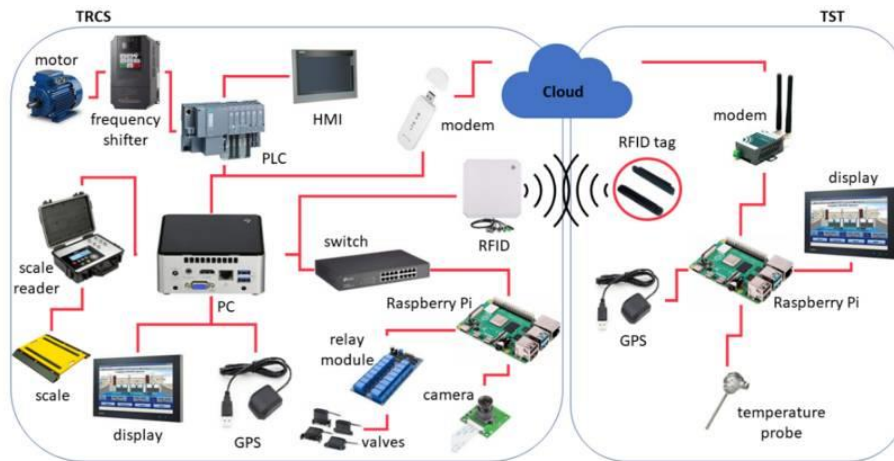 TRCS
TST
motor
frequency
shifter
PLC
HMI
modem
Cloud
modem
RFID tag
display
scale
reader
PC
switch
RFID
Raspberry Pi
GPS
Raspberry Pi
relay
module
scale
display
GPS
camera
valves
temperature
probe